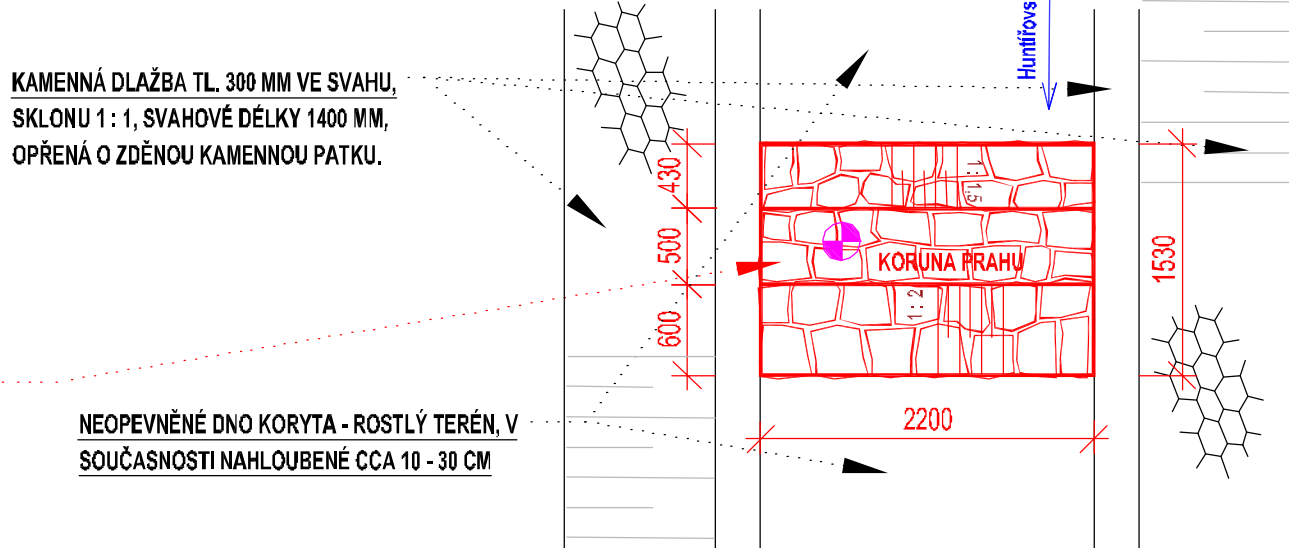 Huntířovs
KAMENNÁ DLAŽBA TL. 300 MM VE SVAHU,
SKLONU 1 : 1, SVAHOVÉ DÉLKY 1400 MM,
OPŘENÁ O ZDĚNOU KAMENNOU PATKU.
430
1 : 1,5
500
KORUNA PRAHU
1530
600
1 : 2
2200
NEOPEVNĚNÉ DNO KORYTA - ROSTLÝ TERÉN, V
SOUČASNOSTI NAHLOUBENÉ CCA 10 - 30 CM